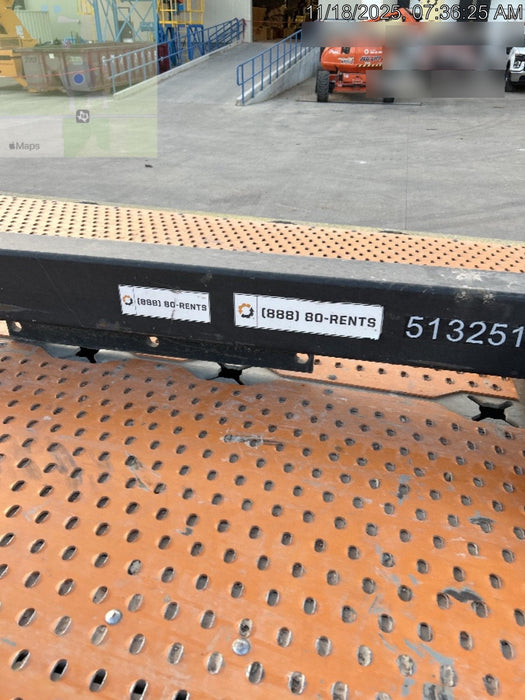 11/18/2025, 07:36:25 AM
Maps
(888) 80-RENTS
(888) 80-RENTS
513251